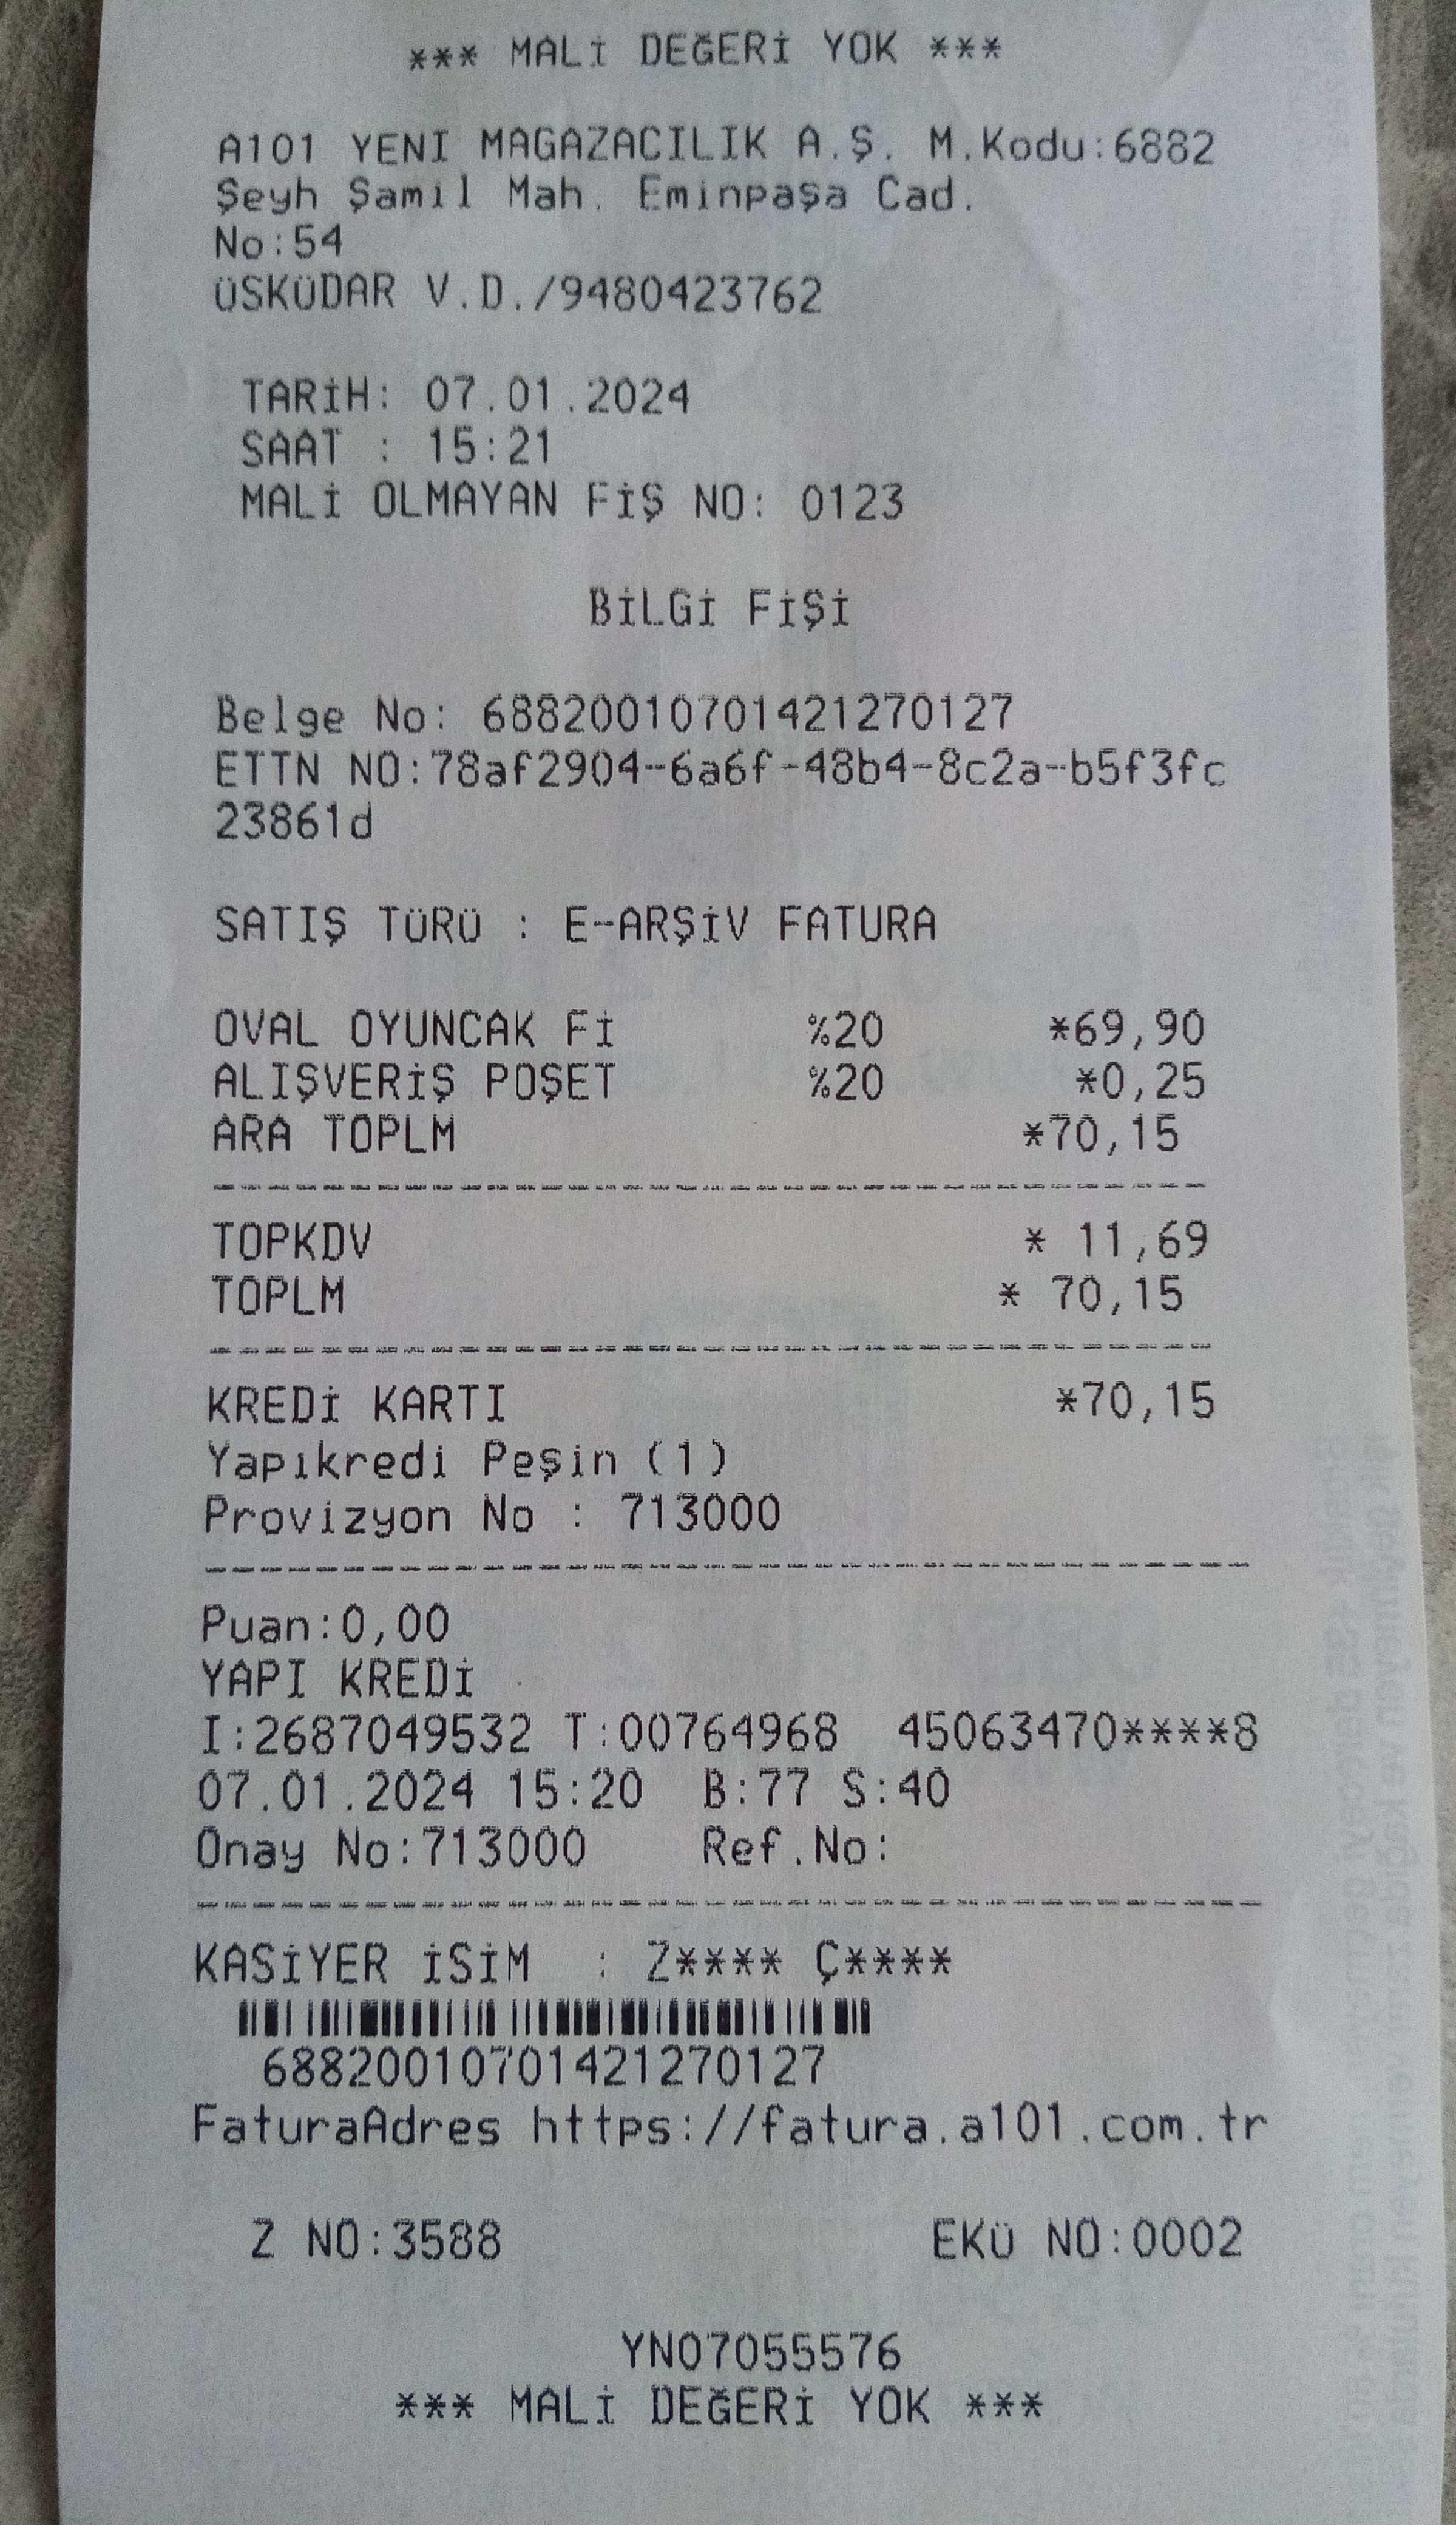 *** MALİ DEĞERİ YOK ***
A101 YENI MAGAZACILIK A.Ş. M.Kodu:6882
Şeyh Şamil Mah. Eminpaşa Cad.
No:54
ÜSKÜDAR V.D./9480423762
TARİH: 07.01.2024
SAAT : 15:21
MALİ OLMAYAN FİŞ NO: 0123
BİLGİ FİŞİ
Belge No: 68820010701421270127
ETTN NO:78af2904-6a6f-48b4-8c2a-b5f3fc
23861d
SATIŞ TÜRÜ : E-ARŞİV FATURA
OVAL OYUNCAK Fİ %20 *69,90
ALIŞVERİŞ POŞET %20 *0,25
ARA TOPLM *70,15
TOPKDV * 11,69
TOPLM * 70,15
KREDİ KARTI *70,15
Yapıkredi Peşin (1)
Provizyon No : 713000
Puan:0,00
YAPI KREDİ
I:2687049532 T:00764968 45063470****8
07.01.2024 15:20 B:77 S:40
Onay No:713000 Ref.No:
KASİYER İSİM : Z**** Ç****
68820010701421270127
FaturaAdres https://fatura.a101.com.tr
Z NO:3588 EKÜ NO:0002
YN07055576
*** MALİ DEĞERİ YOK ***